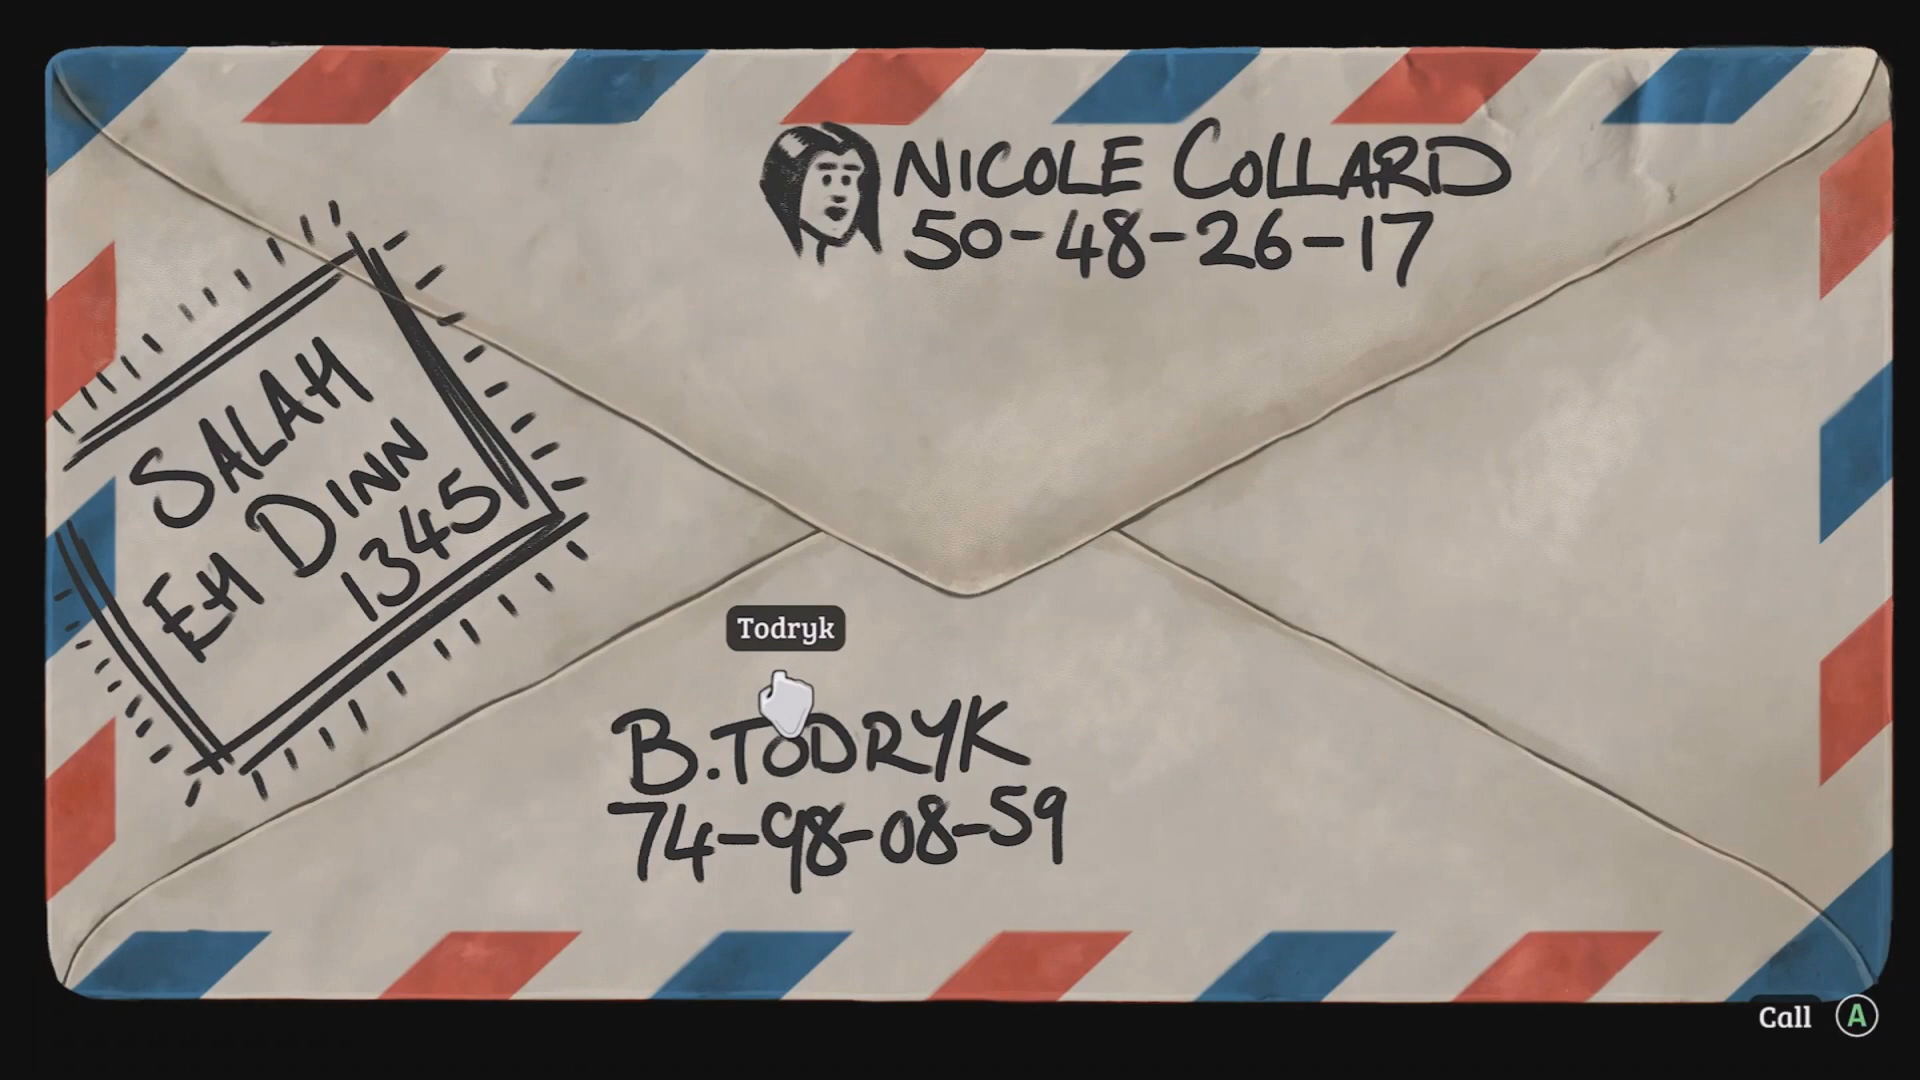 NICOLE COLLARD
50-48-26-17
SALAH
EH DINN
1345
Todryk
B.TODRYK
74-98-08-59
Call A